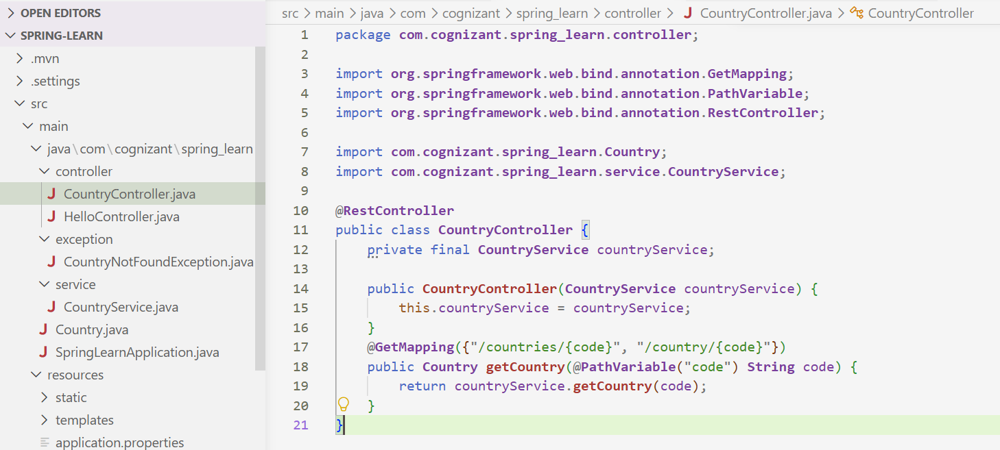 OPEN EDITORS
SPRING-LEARN
.mvn
.settings
src
main
java\com\cognizant\spring_learn
controller
CountryController.java
HelloController.java
exception
CountryNotFoundException.java
service
CountryService.java
Country.java
SpringLearnApplication.java
resources
static
templates
application.properties
src > main > java > com > cognizant > spring_learn > controller > J CountryController.java > CountryController
1 package com.cognizant.spring_learn.controller;
2
3 import org.springframework.web.bind.annotation.GetMapping;
4 import org.springframework.web.bind.annotation.PathVariable;
5 import org.springframework.web.bind.annotation.RestController;
6
7 import com.cognizant.spring_learn.Country;
8 import com.cognizant.spring_learn.service.CountryService;
9
10 @RestController
11 public class CountryController {
12     private final CountryService countryService;
13
14     public CountryController(CountryService countryService) {
15         this.countryService = countryService;
16     }
17     @GetMapping({"/countries/{code}", "/country/{code}"})
18     public Country getCountry(@PathVariable("code") String code) {
19         return countryService.getCountry(code);
20     }
21 }